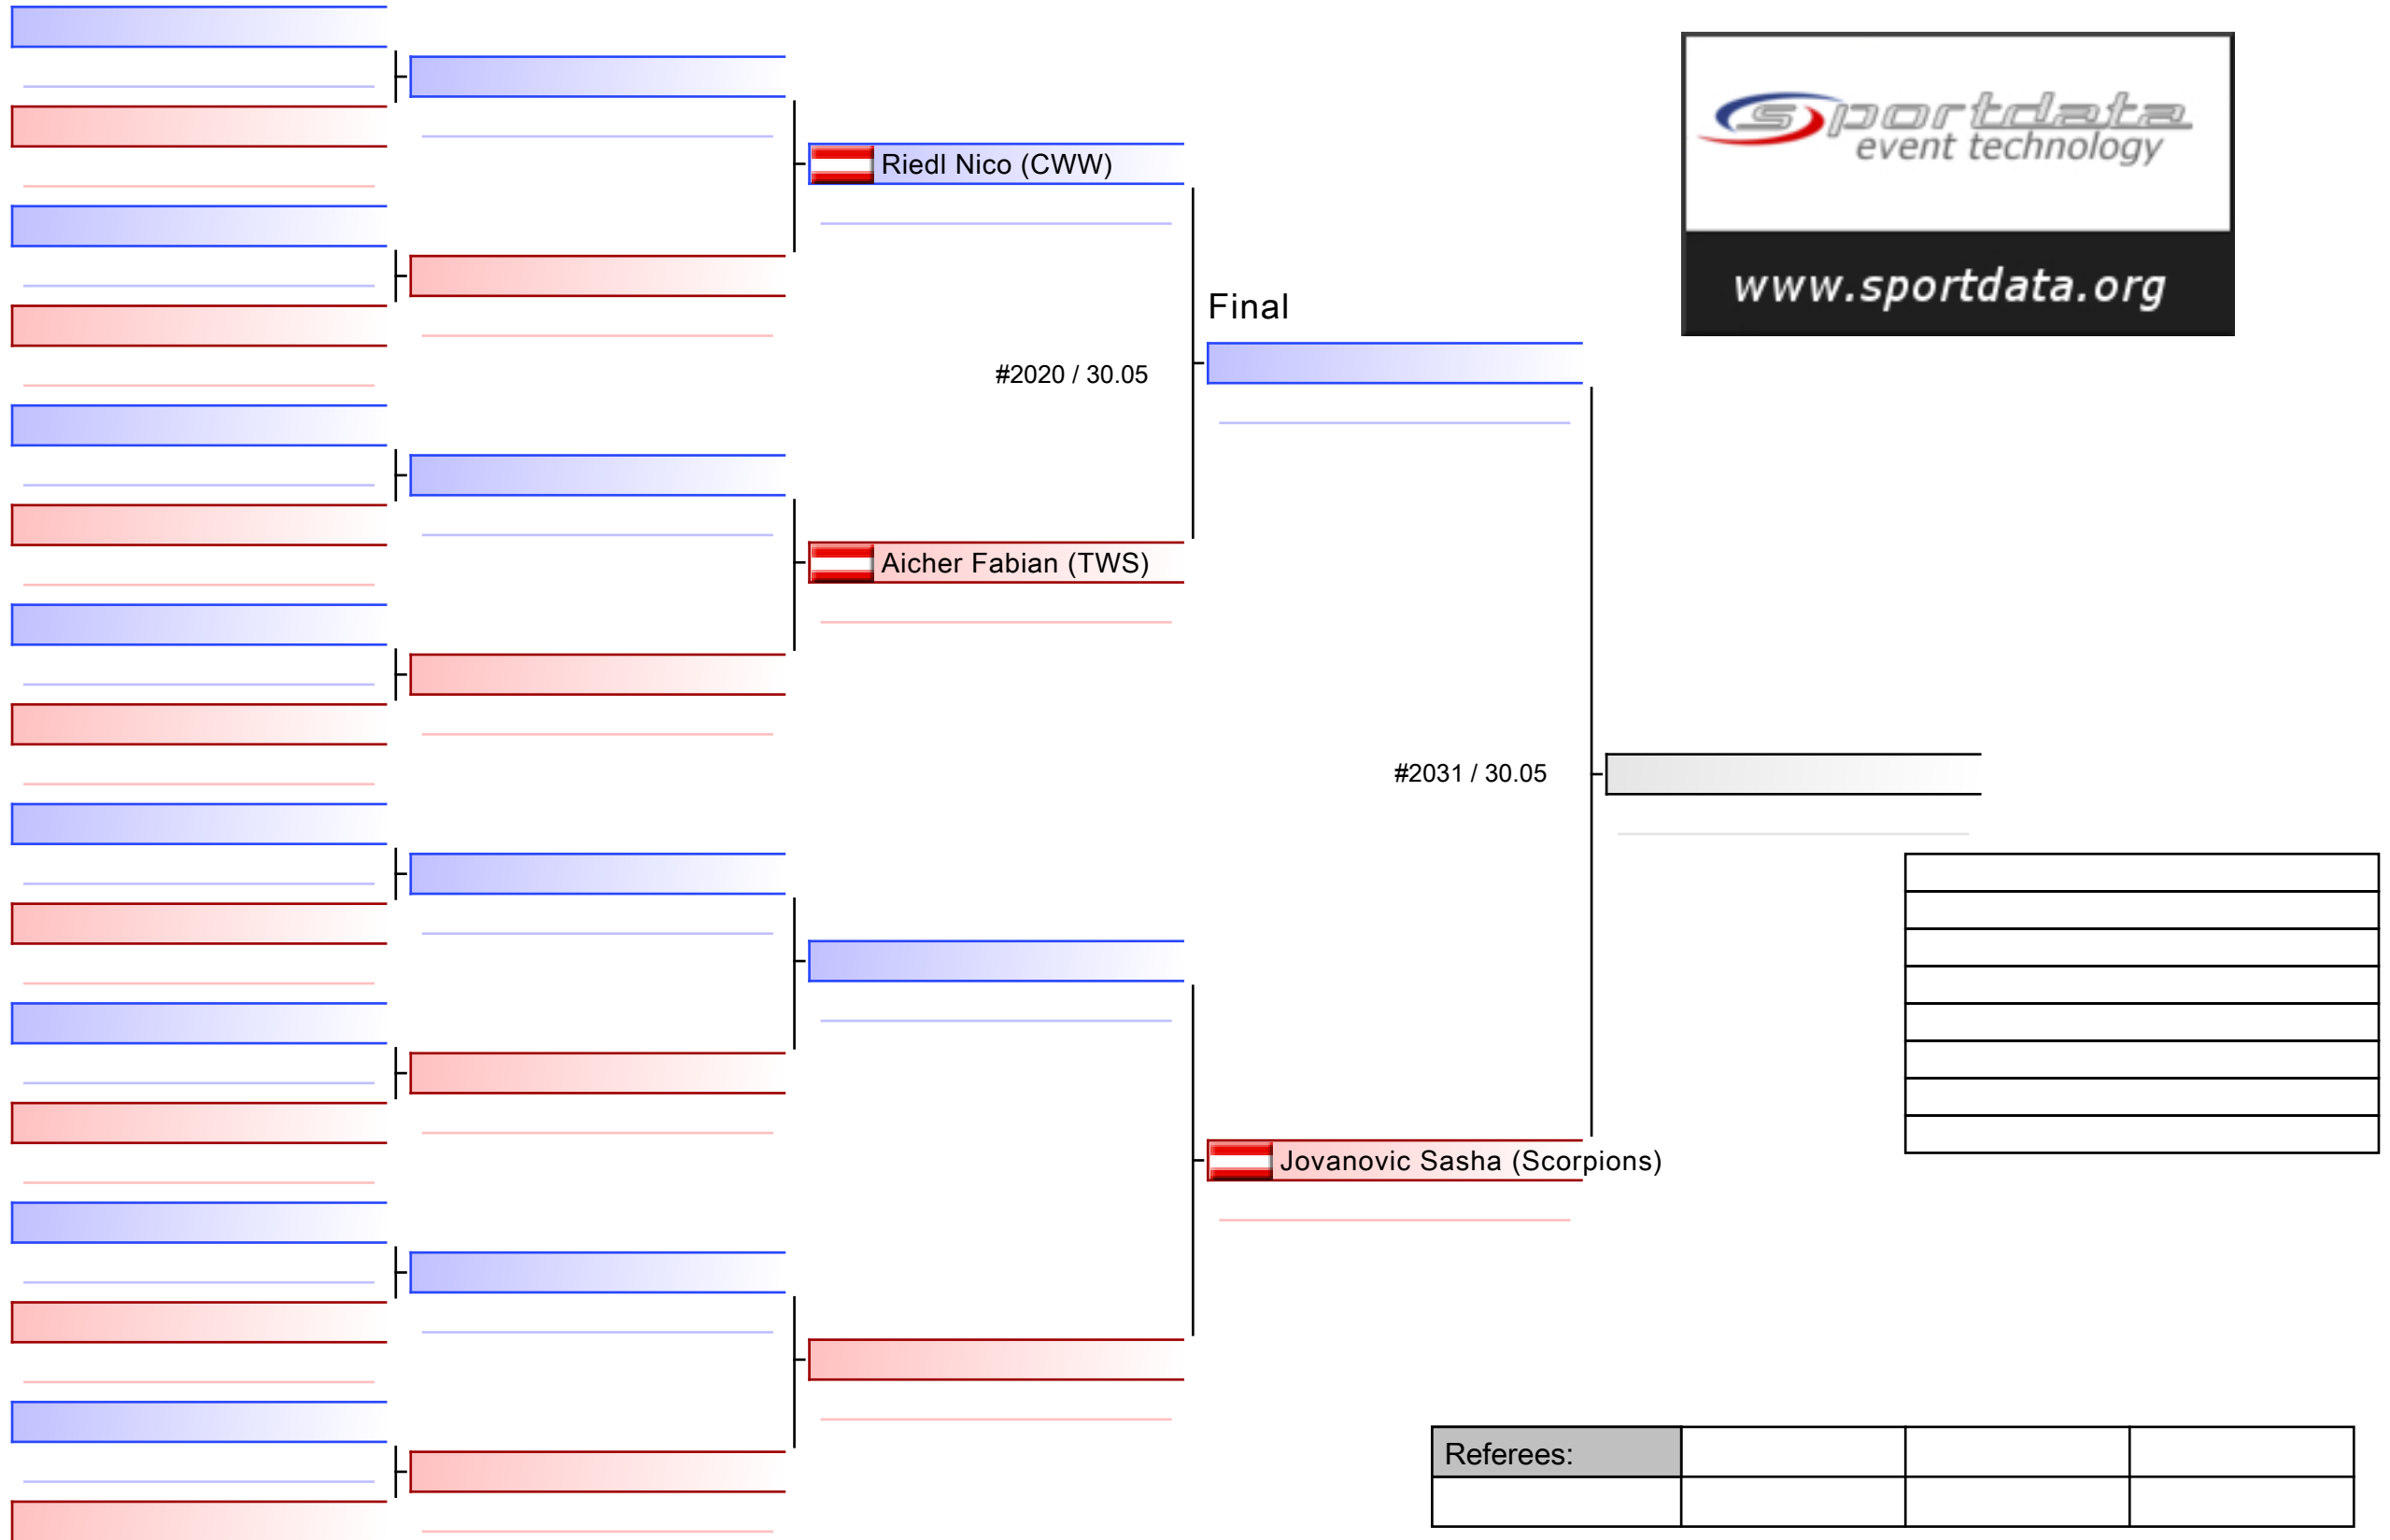 sportdata
event technology
www.sportdata.org
Riedl Nico (CWW)
Final
#2020 / 30.05
Aicher Fabian (TWS)
#2031 / 30.05
Jovanovic Sasha (Scorpions)
Referees: